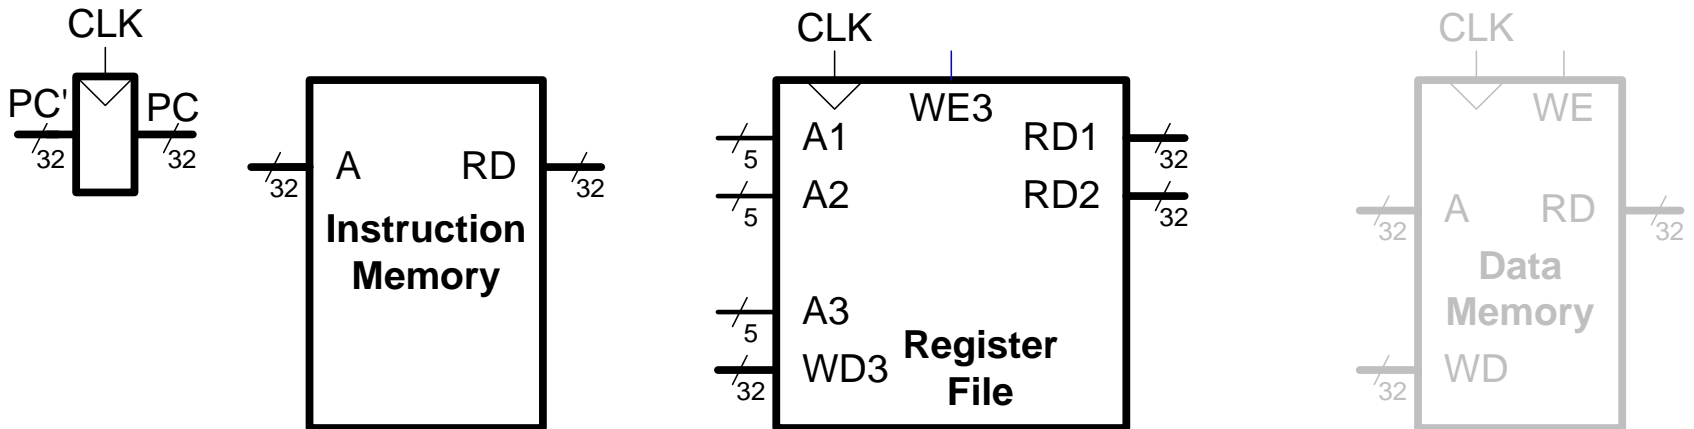 CLK
PC'
PC
32
32
A
RD
32
32
Instruction
Memory
CLK
WE3
A1
RD1
5
32
A2
RD2
5
32
A3
5
WD3
32
Register
File
CLK
WE
A
RD
32
32
Data
Memory
WD
32